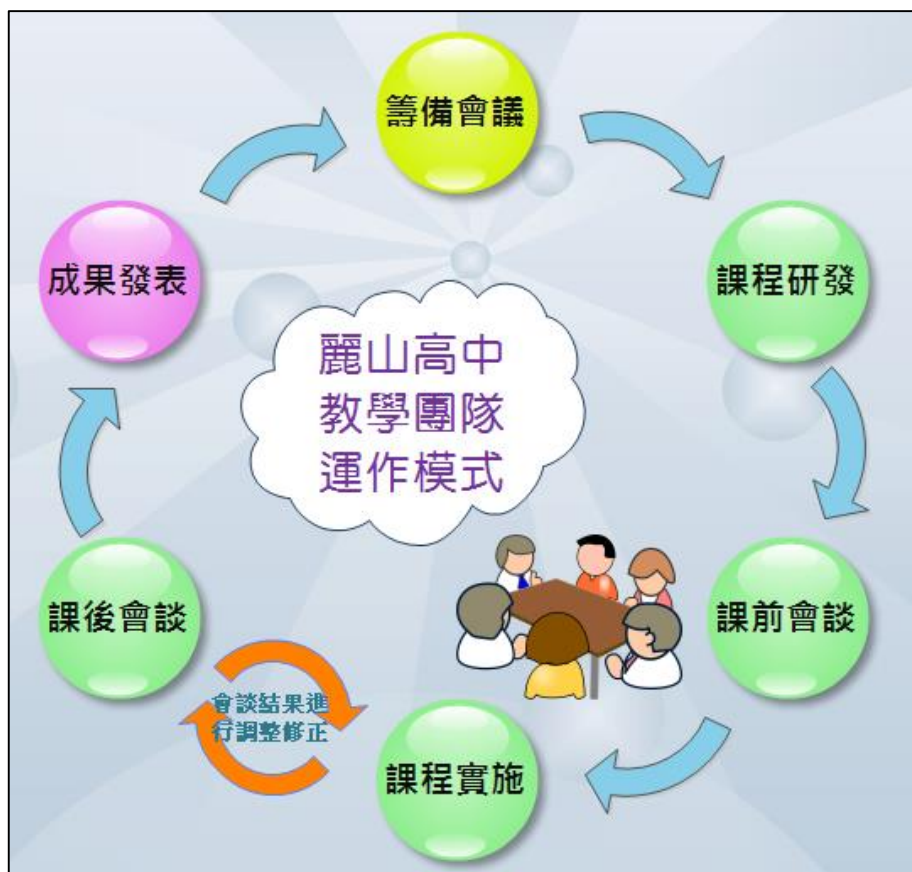 籌備會議
課程研發
課前會談
課程實施
會談結果進
行調整修正
課後會談
成果發表
麗山高中
教學團隊
運作模式